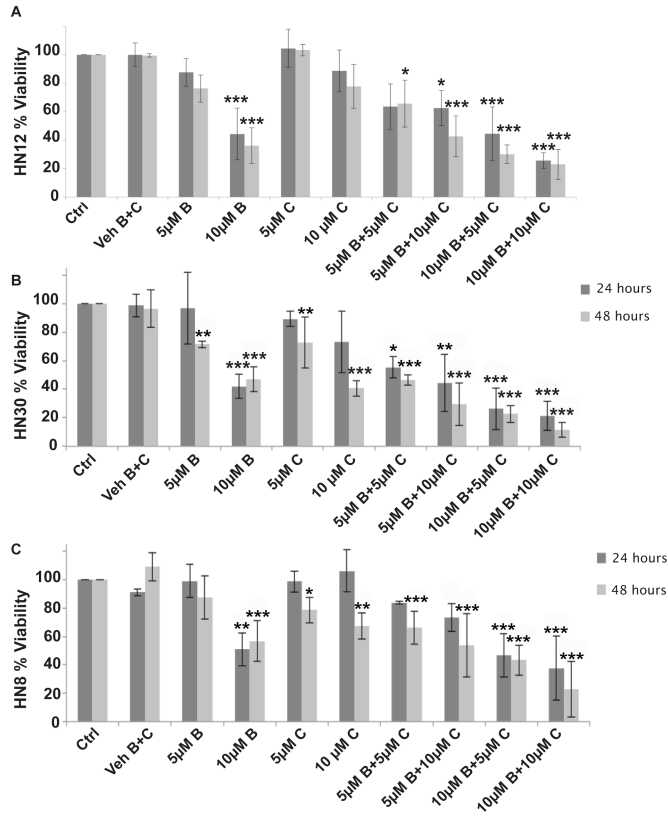 A
HN12 % Viability
120
100
80
60
40
20
0
*** *** * * *** *** *** *** ***
Ctrl
Veh B+C
5µM B
10µM B
5µM C
10 µM C
5µM B+5µM C
5µM B+10µM C
10µM B+5µM C
10µM B+10µM C
B
HN30 % Viability
120
100
80
60
40
20
0
** *** *** ** *** * *** ** *** *** *** *** ***
24 hours
48 hours
Ctrl
Veh B+C
5µM B
10µM B
5µM C
10 µM C
5µM B+5µM C
5µM B+10µM C
10µM B+5µM C
10µM B+10µM C
C
HN8 % Viability
120
100
80
60
40
20
0
** *** * ** *** *** *** *** *** ***
24 hours
48 hours
Ctrl
Veh B+C
5µM B
10µM B
5µM C
10 µM C
5µM B+5µM C
5µM B+10µM C
10µM B+5µM C
10µM B+10µM C